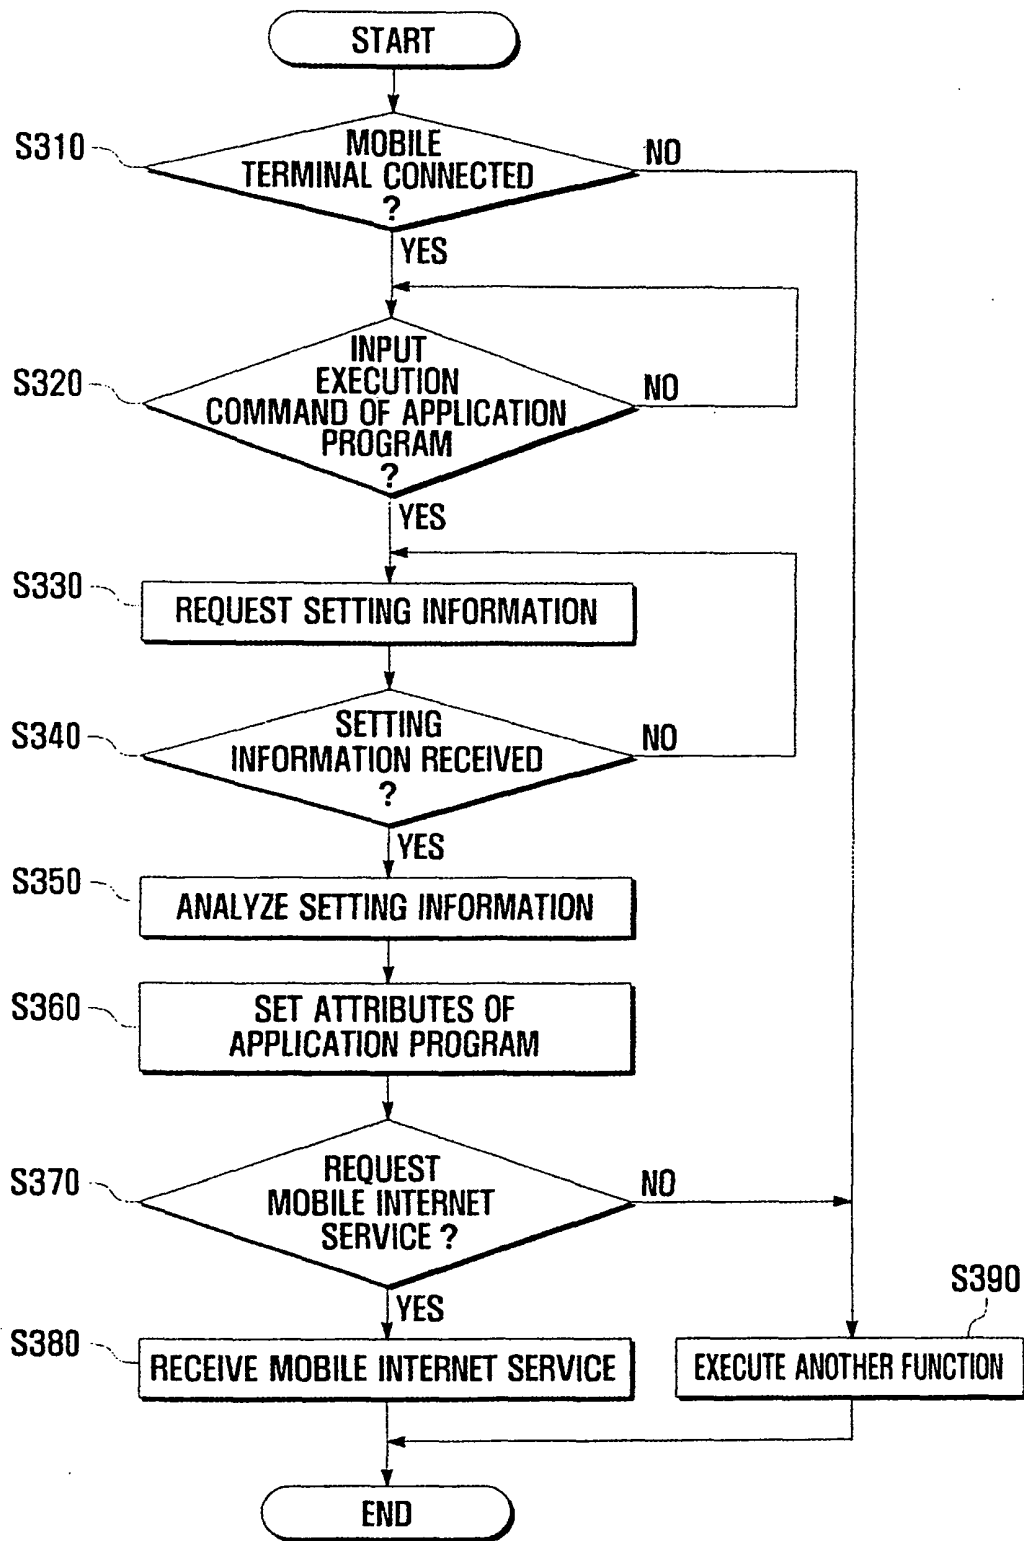 START
S310
MOBILE
TERMINAL CONNECTED
?
NO
YES
S320
INPUT
EXECUTION
COMMAND OF APPLICATION
PROGRAM
?
NO
YES
S330
REQUEST SETTING INFORMATION
S340
SETTING
INFORMATION RECEIVED
?
NO
YES
S350
ANALYZE SETTING INFORMATION
S360
SET ATTRIBUTES OF
APPLICATION PROGRAM
S370
REQUEST
MOBILE INTERNET
SERVICE ?
NO
YES
S380
RECEIVE MOBILE INTERNET SERVICE
S390
EXECUTE ANOTHER FUNCTION
END